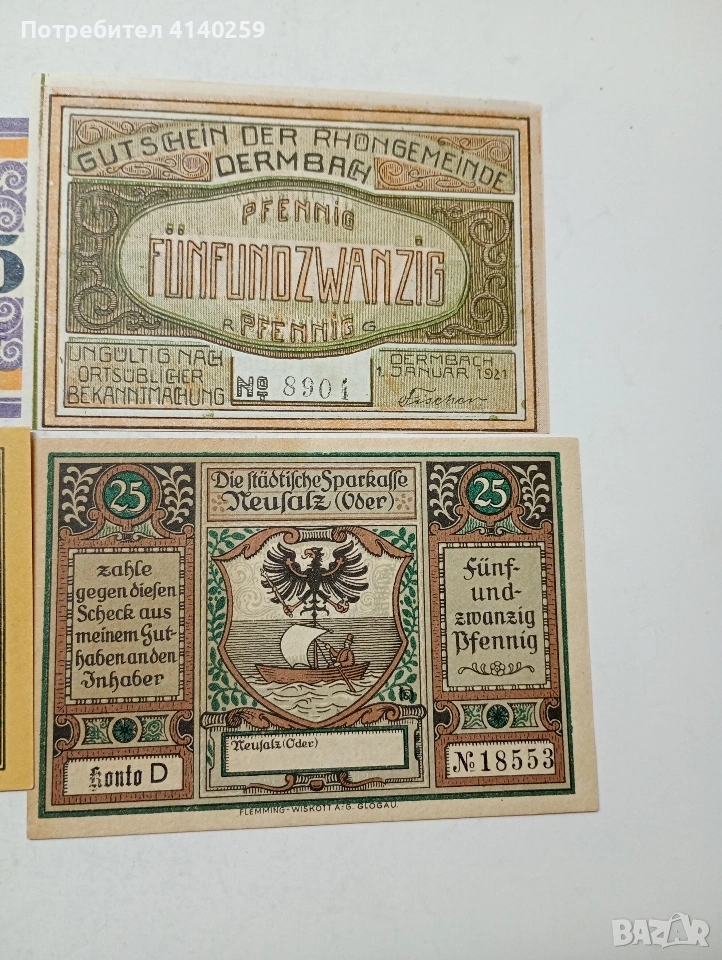 Потребител 4140259
5
GUTSCHEIN DER RHÖNGEMEINDE
DERMBACH
PFENNIG
FÜNFUNDZWANZIG
R PFENNIG G
UNGÜLTIG NACH
ORTSÜBLICHER
BEKANNTMACHUNG
No 8901
DERMBACH
1. JANUAR 1921
Fischer
25
Die städtische Sparkasse
Neusalz (Oder)
25
zahle
gegen diesen
Scheck aus
meinem Gut-
haben an den
Inhaber
Fünf-
und-
zwanzig
Pfennig
Neusalz (Oder)
Konto D
No 18553
FLEMMING-WISKOTT A.-G. GLOGAU.
BAZAR